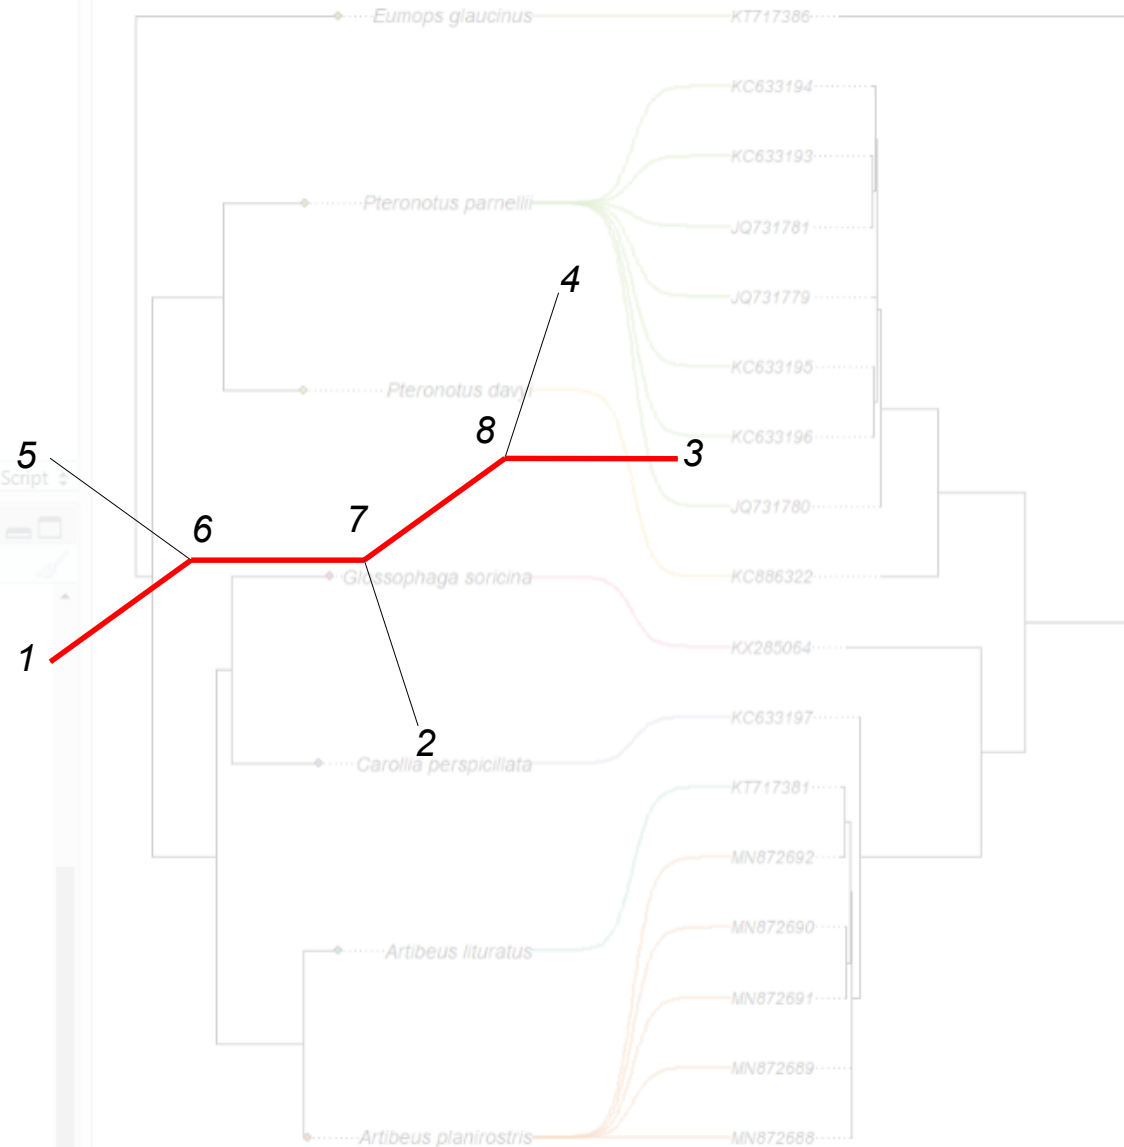 Eumops glaucinus KT717386
KC633194
KC633193
Pteronotus parnellii
JQ731781
4
JQ731779
KC633195
Pteronotus davyi
8
KC633196
5
3
Script
JQ731780
6
7
Glossophaga soricina KC886322
KX285064
1
KC633197
2
Carollia perspicillata
KT717381
MN872692
MN872690
Artibeus lituratus
MN872691
MN872689
Artibeus planirostris MN872688